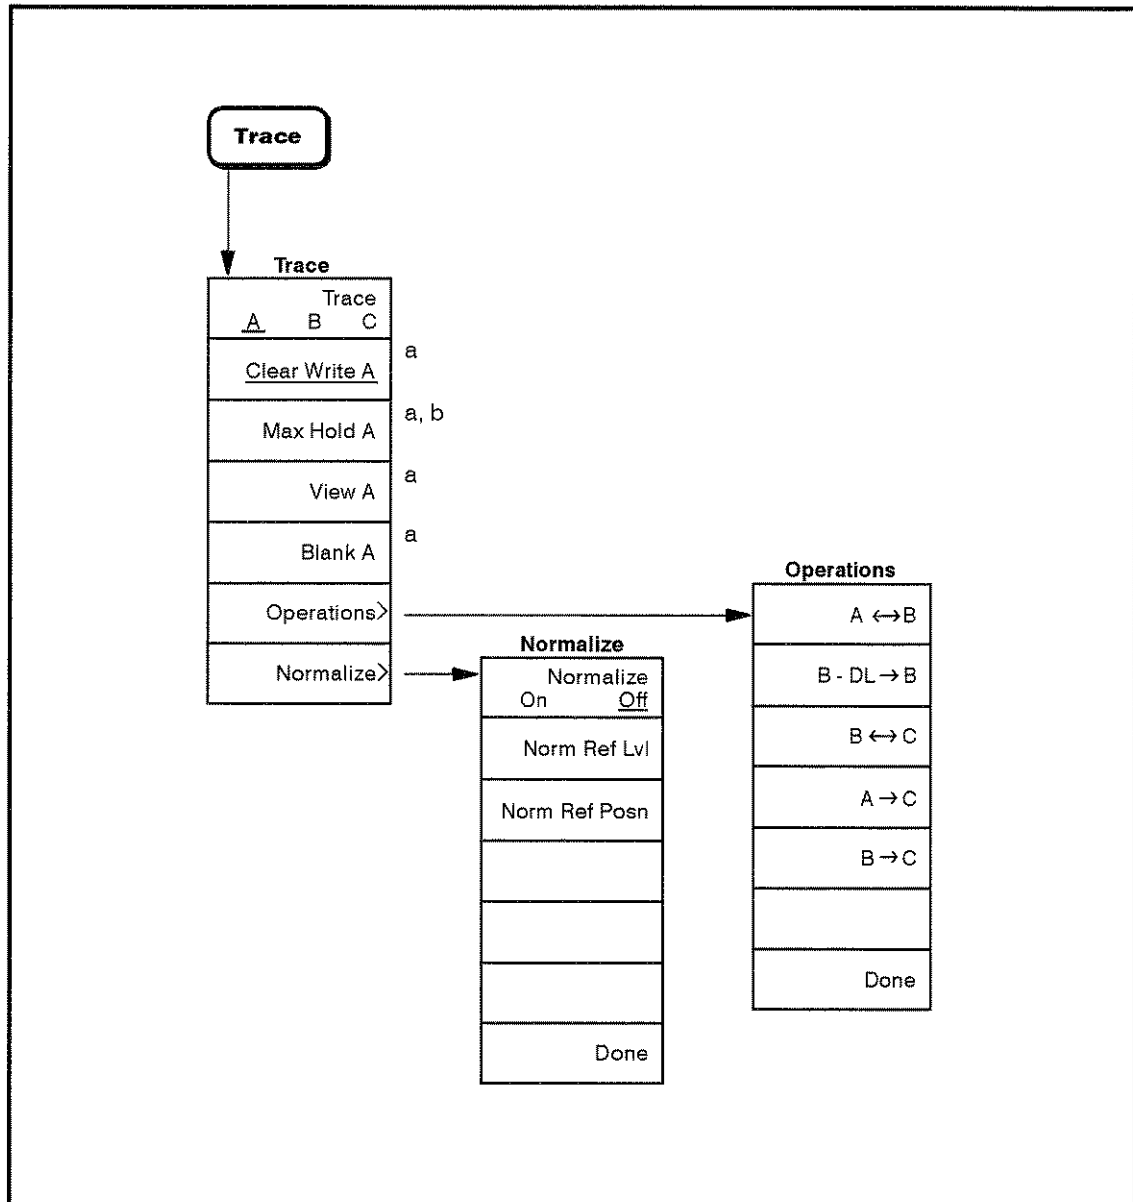 Trace
Trace
Trace
A B C
Clear Write A
a
Max Hold A
a, b
View A
a
Blank A
a
Operations>
Normalize>
Normalize
Normalize
On Off
Norm Ref Lvl
Norm Ref Posn
Done
Operations
A ↔ B
B - DL → B
B ↔ C
A → C
B → C
Done